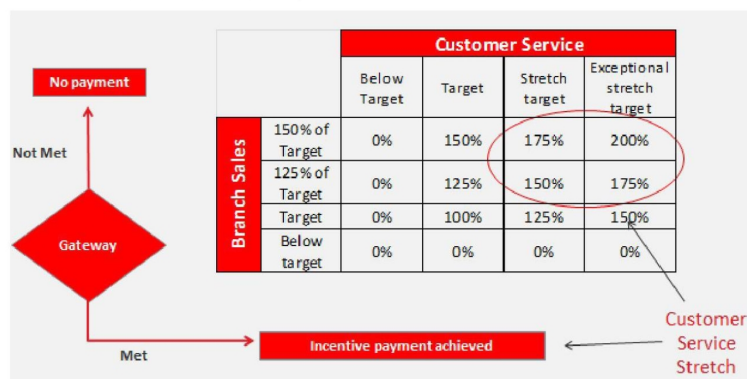 Customer Service
Below Target
Target
Stretch target
Exceptional stretch target
No payment
Not Met
Branch Sales
150% of Target
0%
150%
175%
200%
125% of Target
0%
125%
150%
175%
Target
0%
100%
125%
150%
Below target
0%
0%
0%
0%
Gateway
Met
Incentive payment achieved
Customer
Service
Stretch